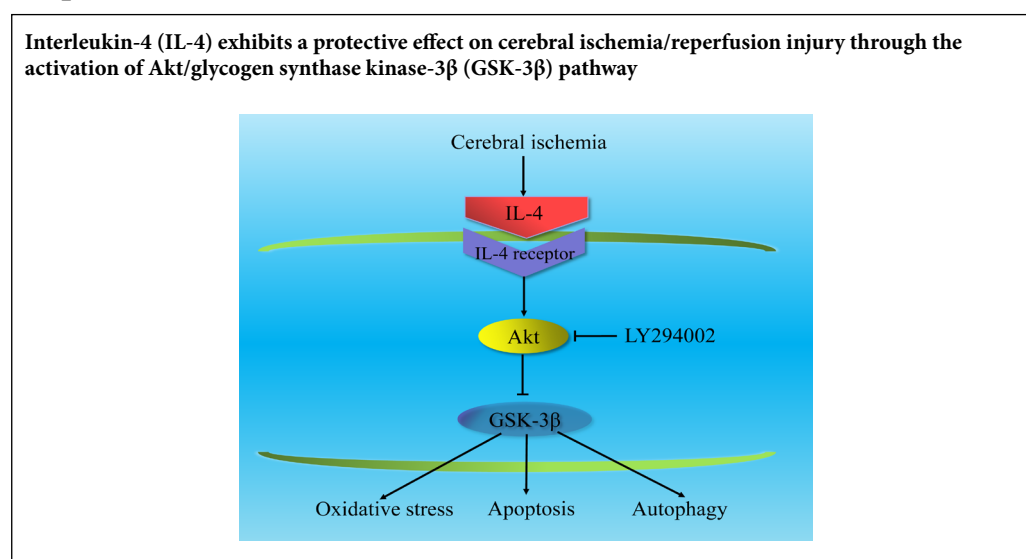 Interleukin-4 (IL-4) exhibits a protective effect on cerebral ischemia/reperfusion injury through the
activation of Akt/glycogen synthase kinase-3β (GSK-3β) pathway
Cerebral ischemia
IL-4
IL-4 receptor
Akt
LY294002
GSK-3β
Oxidative stress
Apoptosis
Autophagy